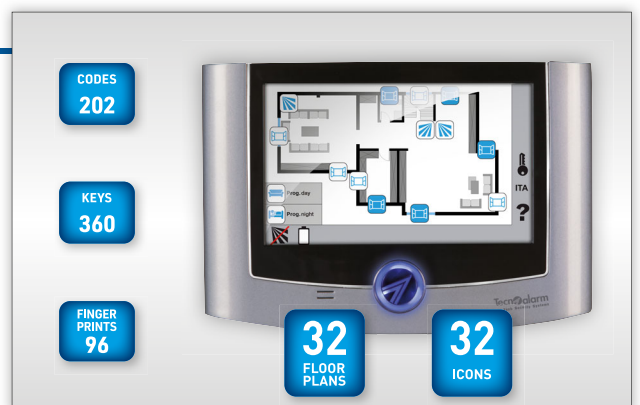 CODES
202
KEYS
360
FINGER
PRINTS
96
Prog.day
Prog.night
ITA
?
Tecnoalarm
32
FLOOR
PLANS
32
ICONS